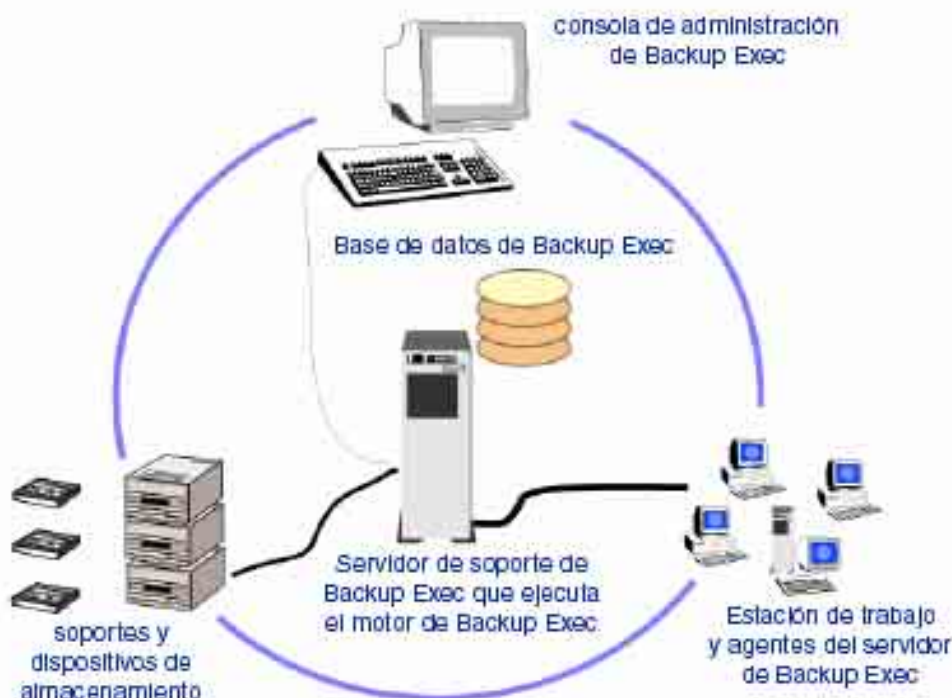 consola de administración
de Backup Exec
Base de datos de Backup Exec
Servidor de soporte de
Backup Exec que ejecuta
el motor de Backup Exec
soportes y
dispositivos de
almacenamiento
Estación de trabajo
y agentes del servidor
de Backup Exec